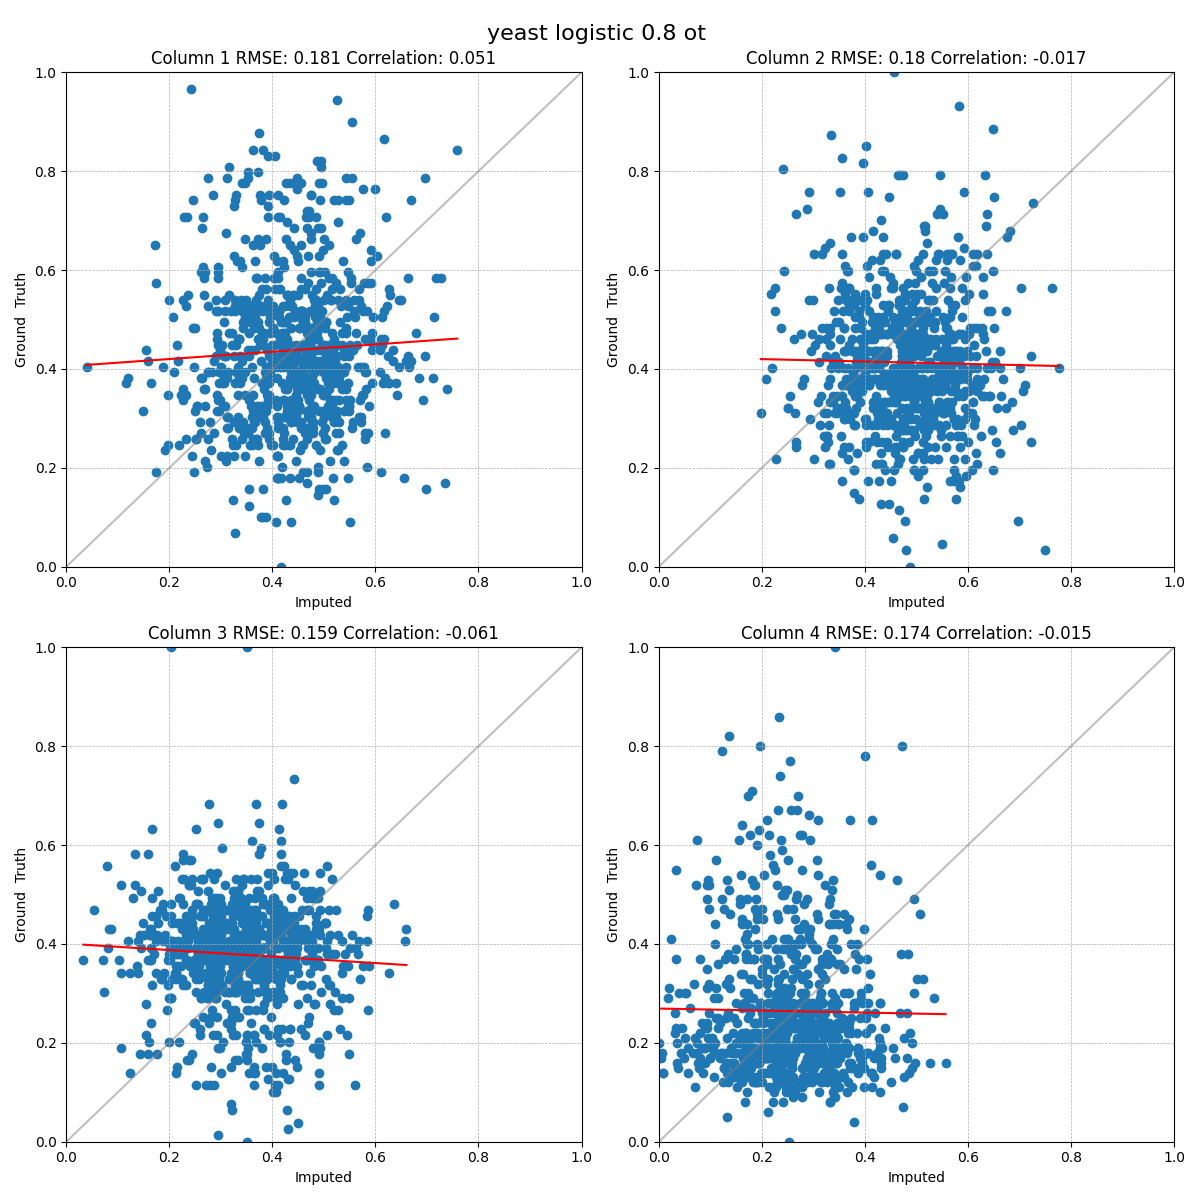 yeast logistic 0.8 ot
Column 1 RMSE: 0.181 Correlation: 0.051
1.0
0.8
0.6
0.4
0.2
0.0
Ground Truth
0.0 0.2 0.4 0.6 0.8 1.0
Imputed
Column 2 RMSE: 0.18 Correlation: -0.017
1.0
0.8
0.6
0.4
0.2
0.0
Ground Truth
0.0 0.2 0.4 0.6 0.8 1.0
Imputed
Column 3 RMSE: 0.159 Correlation: -0.061
1.0
0.8
0.6
0.4
0.2
0.0
Ground Truth
0.0 0.2 0.4 0.6 0.8 1.0
Imputed
Column 4 RMSE: 0.174 Correlation: -0.015
1.0
0.8
0.6
0.4
0.2
0.0
Ground Truth
0.0 0.2 0.4 0.6 0.8 1.0
Imputed